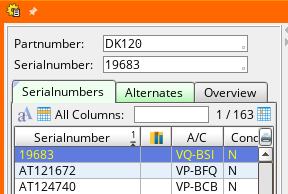 Partnumber: DK120
Serialnumber: 19683
Serialnumbers Alternates Overview
All Columns: 1 / 163
Serialnumber 1 A/C Conc
19683 VQ-BSI N
AT121672 VP-BFQ N
AT124740 VP-BCB N